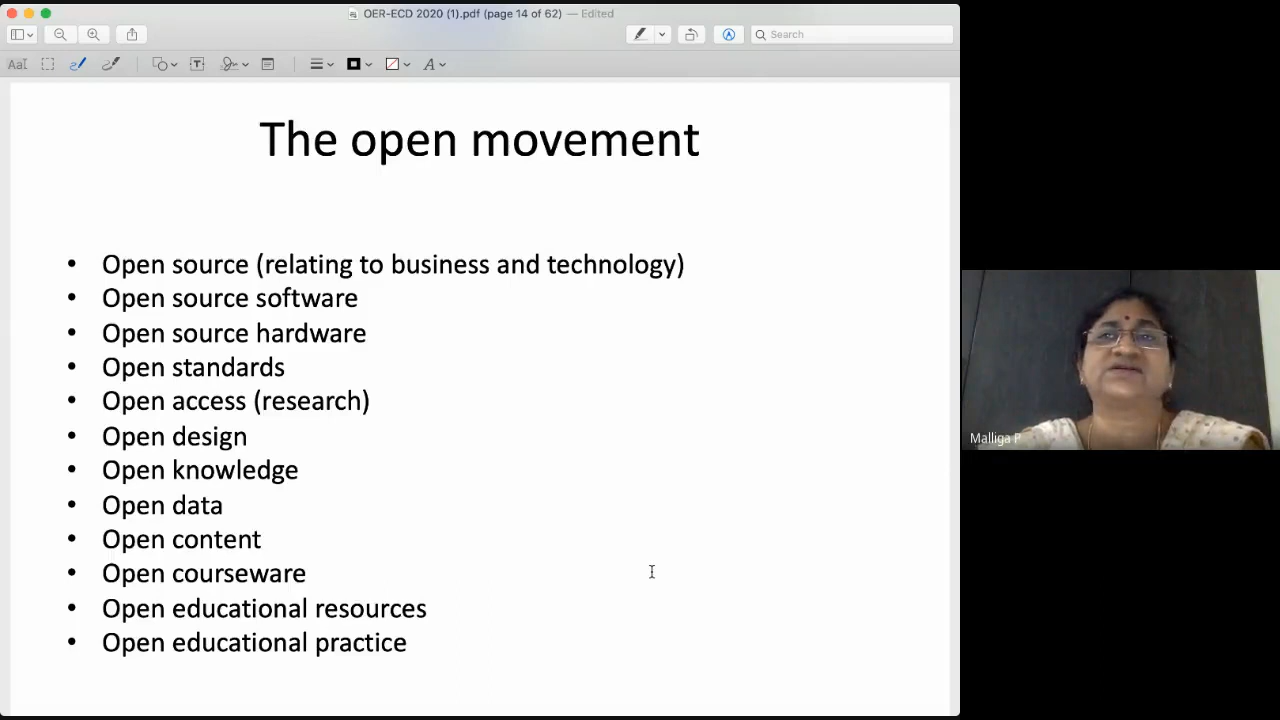 OER-ECD 2020 (1).pdf (page 14 of 62) — Edited
Search
AaI
A
The open movement
• Open source (relating to business and technology)
• Open source software
• Open source hardware
• Open standards
• Open access (research)
• Open design
• Open knowledge
• Open data
• Open content
• Open courseware
• Open educational resources
• Open educational practice
Malliga P